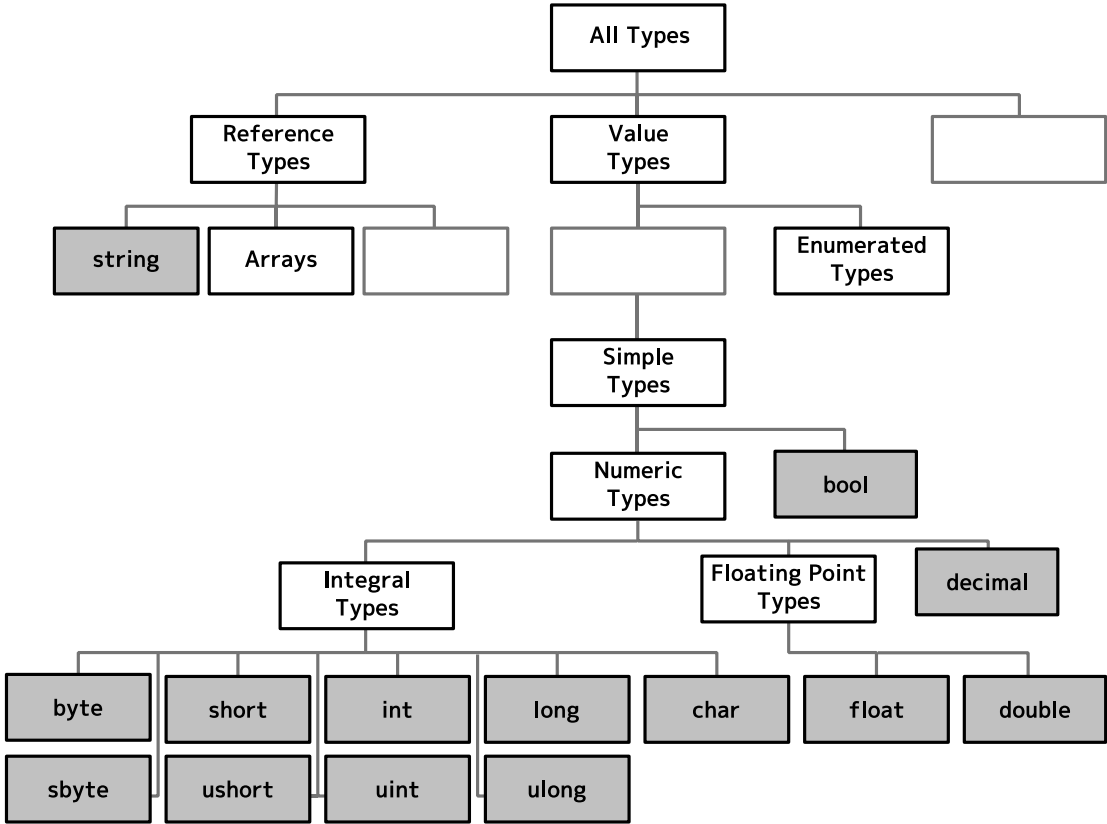 All Types
Reference
Types
Value
Types
string
Arrays
Enumerated
Types
Simple
Types
Numeric
Types
bool
Integral
Types
Floating Point
Types
decimal
byte
short
int
long
char
float
double
sbyte
ushort
uint
ulong